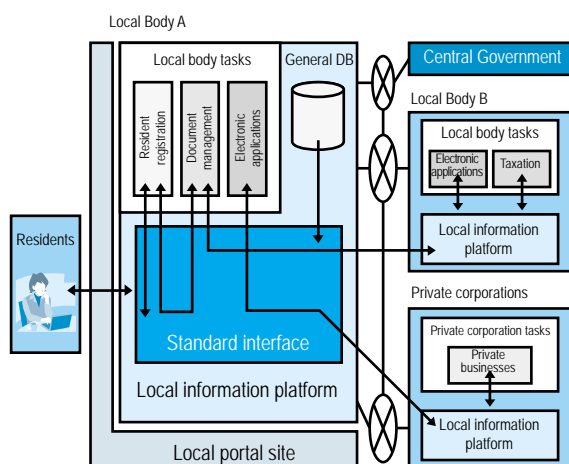 Local Body A
Local body tasks
General DB
Resident
registration
Document
management
Electronic
applications
Central Government
Local Body B
Local body tasks
Electronic
applications
Taxation
Local information
platform
Residents
Standard interface
Local information platform
Local portal site
Private corporations
Private corporation tasks
Private
businesses
Local information
platform